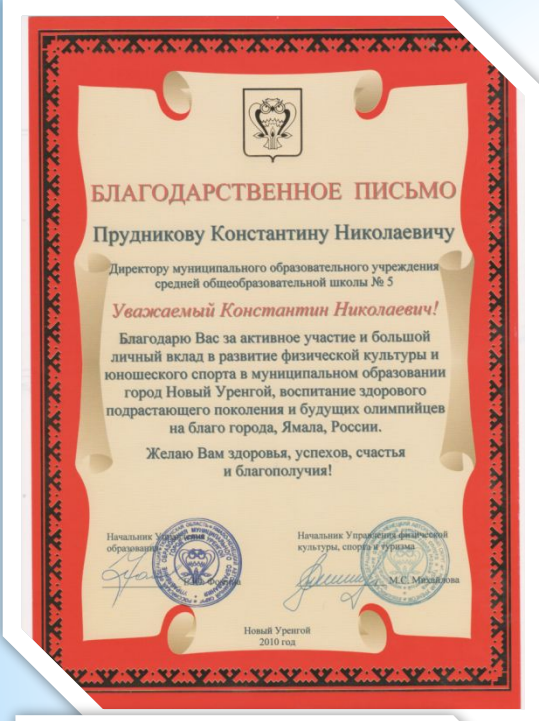 БЛАГОДАРСТВЕННОЕ ПИСЬМО
Прудникову Константину Николаевичу
Директору муниципального образовательного учреждения
средней общеобразовательной школы № 5
Уважаемый Константин Николаевич!
Благодарю Вас за активное участие и большой
личный вклад в развитие физической культуры и
юношеского спорта в муниципальном образовании
город Новый Уренгой, воспитание здорового
подрастающего поколения и будущих олимпийцев
на благо города, Ямала, России.
Желаю Вам здоровья, успехов, счастья
и благополучия!
Начальник Управления
образования
Начальник Управления физической
культуры, спорта и туризма
М.С. Михайлова
Новый Уренгой
2010 год